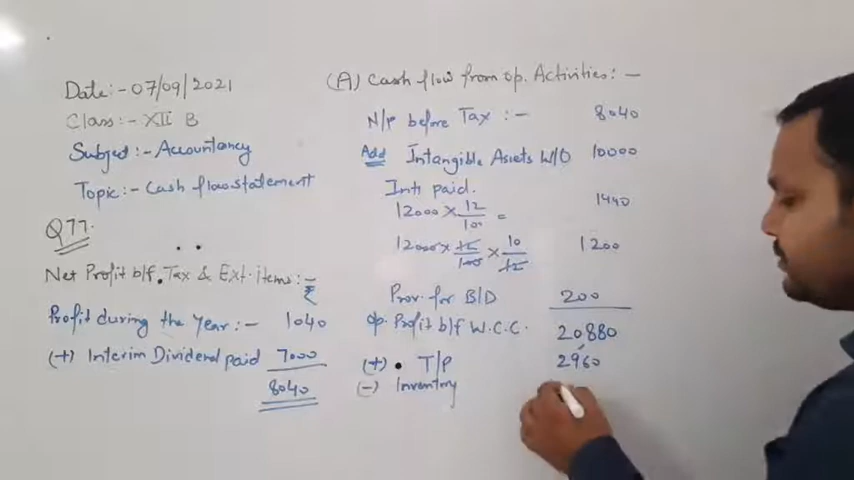 Date:- 07/09/2021
Class:- XII B
Subject:- Accountancy
Topic:- Cash flow statement
Q77.
Net Profit b/f. Tax & Ext. items:-
₹
Profit during the Year:- 1040
(+) Interim Dividend paid 7000
8040
(A) Cash flow from op. Activities:-
N/P before Tax:- 8040
Add Intangible Assets W/O 10000
Intt paid.
12000 × 12/100 = 1440
12000 × 12/100 × 10/12 1200
Prov. for B/D 200
op. Profit b/f W.C.C. 20880
(+) T/P 2960
(-) Inventory